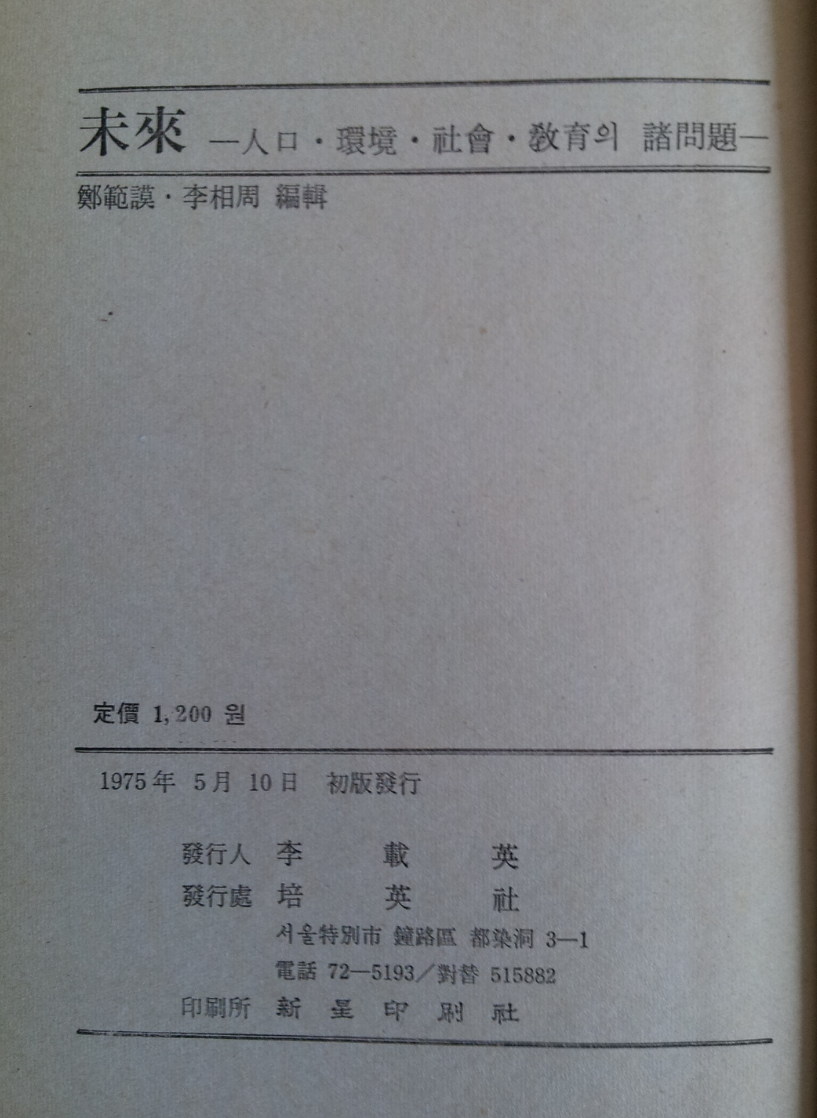 未來 —人口·環境·社會·敎育의 諸問題—
鄭範謨·李相周 編輯
定價 1,200 원
1975年 5月 10日 初版發行
發行人 李載英
發行處 培英社
서울特別市 鐘路區 都染洞 3—1
電話 72—5193／對替 515882
印刷所 新星印刷社